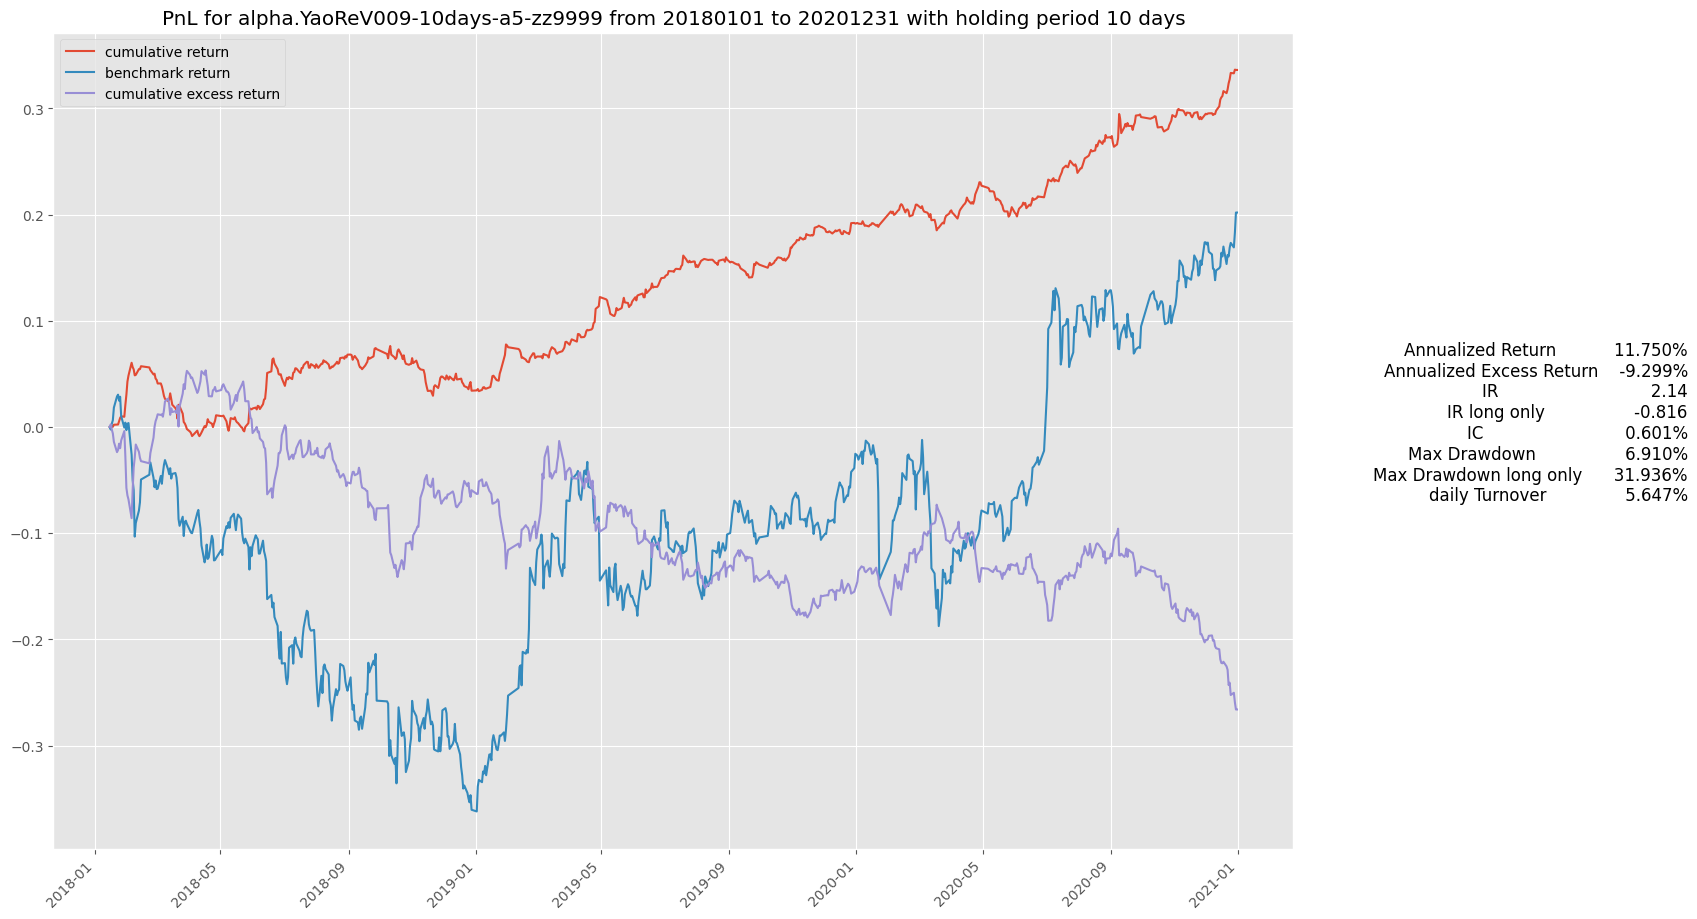 PnL for alpha.YaoReV009-10days-a5-zz9999 from 20180101 to 20201231 with holding period 10 days
cumulative return
benchmark return
cumulative excess return
0.3
0.2
0.1
0.0
−0.1
−0.2
−0.3
2018-01
2018-05
2018-09
2019-01
2019-05
2019-09
2020-01
2020-05
2020-09
2021-01
Annualized Return 11.750%
Annualized Excess Return -9.299%
IR 2.14
IR long only -0.816
IC 0.601%
Max Drawdown 6.910%
Max Drawdown long only 31.936%
daily Turnover 5.647%